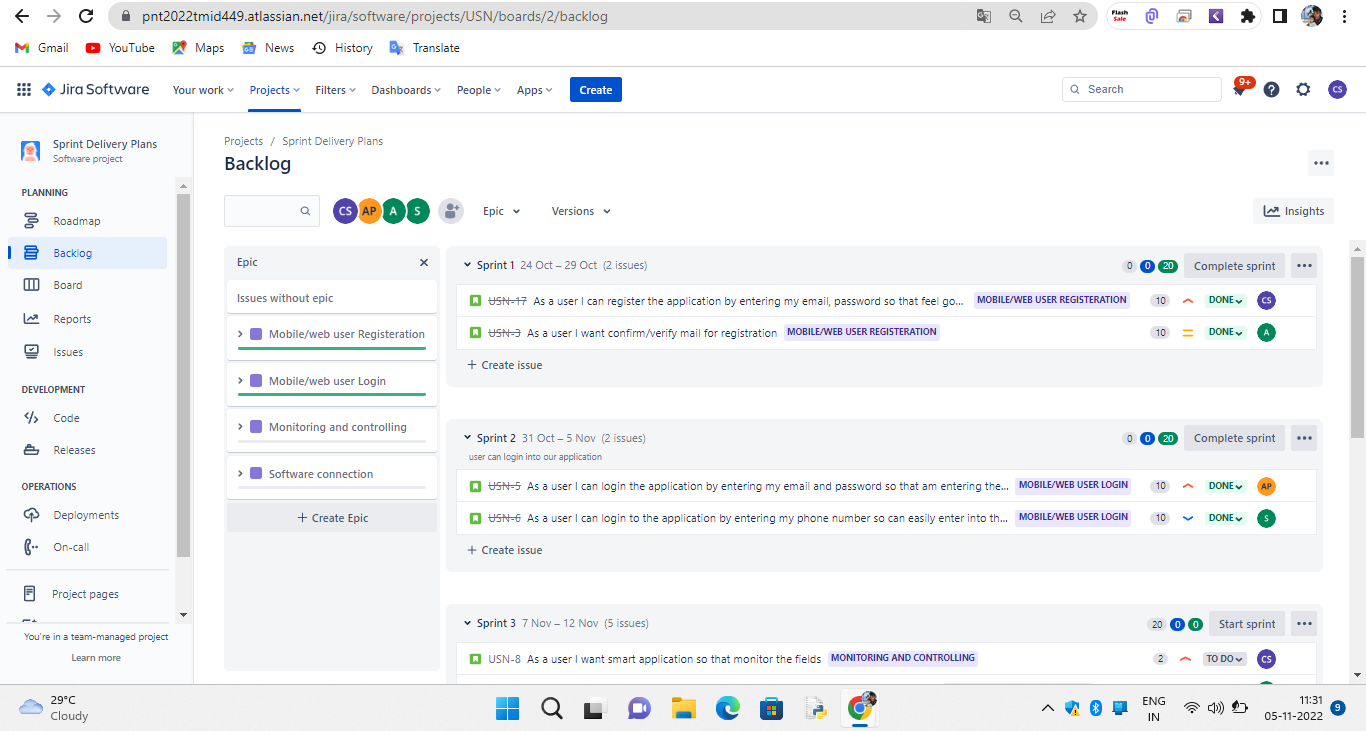 pnt2022tmid449.atlassian.net/jira/software/projects/USN/boards/2/backlog
Flash Sale
Gmail YouTube Maps News History Translate
Jira Software Your work Projects Filters Dashboards People Apps Create Search 9+ CS
Sprint Delivery Plans
Software project
PLANNING
Roadmap
Backlog
Board
Reports
Issues
DEVELOPMENT
Code
Releases
OPERATIONS
Deployments
On-call
Project pages
You're in a team-managed project
Learn more
Projects / Sprint Delivery Plans
Backlog
CS AP A S Epic Versions Insights
Epic
Issues without epic
Mobile/web user Registeration
Mobile/web user Login
Monitoring and controlling
Software connection
+ Create Epic
Sprint 1 24 Oct – 29 Oct (2 issues) 0 0 20 Complete sprint
USN-17 As a user I can register the application by entering my email, password so that feel go... MOBILE/WEB USER REGISTERATION 10 DONE CS
USN-3 As a user I want confirm/verify mail for registration MOBILE/WEB USER REGISTERATION 10 DONE A
+ Create issue
Sprint 2 31 Oct – 5 Nov (2 issues) 0 0 20 Complete sprint
user can login into our application
USN-5 As a user I can login the application by entering my email and password so that am entering the... MOBILE/WEB USER LOGIN 10 DONE AP
USN-6 As a user I can login to the application by entering my phone number so can easily enter into th... MOBILE/WEB USER LOGIN 10 DONE S
+ Create issue
Sprint 3 7 Nov – 12 Nov (5 issues) 20 0 0 Start sprint
USN-8 As a user I want smart application so that monitor the fields MONITORING AND CONTROLLING 2 TO DO CS
29°C
Cloudy
ENG
IN
11:31
05-11-2022 9